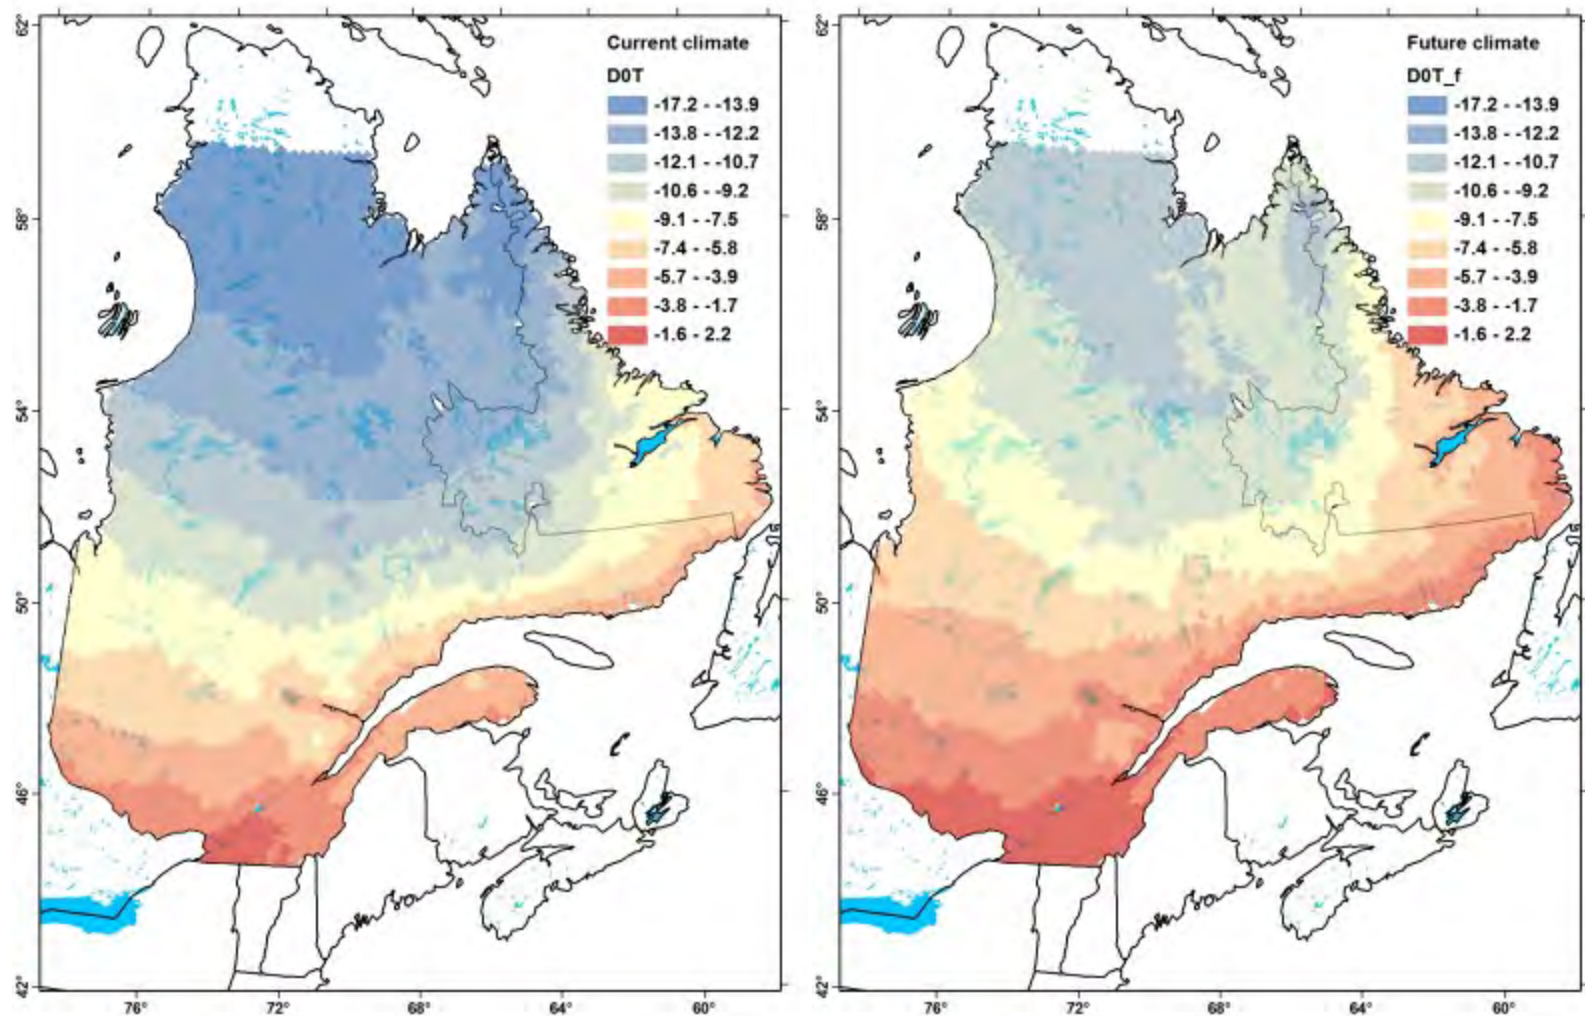 Current climate
D0T
-17.2 - -13.9
-13.8 - -12.2
-12.1 - -10.7
-10.6 - -9.2
-9.1 - -7.5
-7.4 - -5.8
-5.7 - -3.9
-3.8 - -1.7
-1.6 - 2.2
62°
58°
54°
50°
46°
42°
76°
72°
68°
64°
60°
Future climate
D0T_f
-17.2 - -13.9
-13.8 - -12.2
-12.1 - -10.7
-10.6 - -9.2
-9.1 - -7.5
-7.4 - -5.8
-5.7 - -3.9
-3.8 - -1.7
-1.6 - 2.2
62°
58°
54°
50°
46°
42°
76°
72°
68°
64°
60°